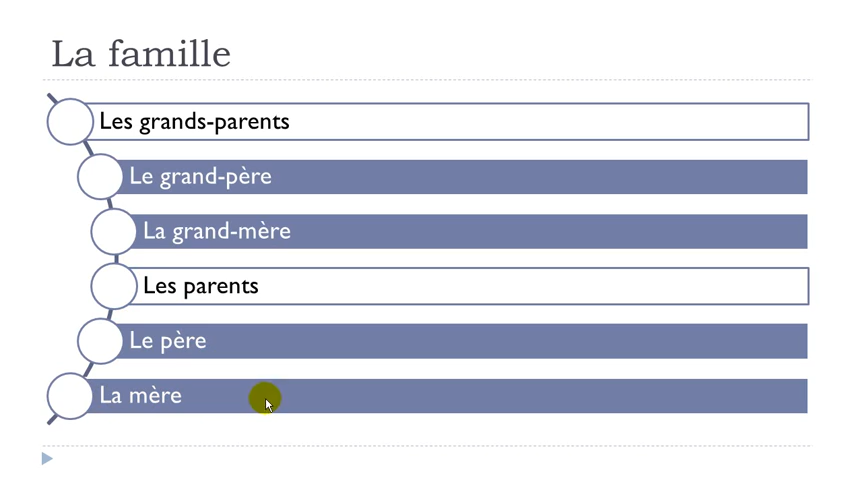 La famille
Les grands-parents
Le grand-père
La grand-mère
Les parents
Le père
La mère